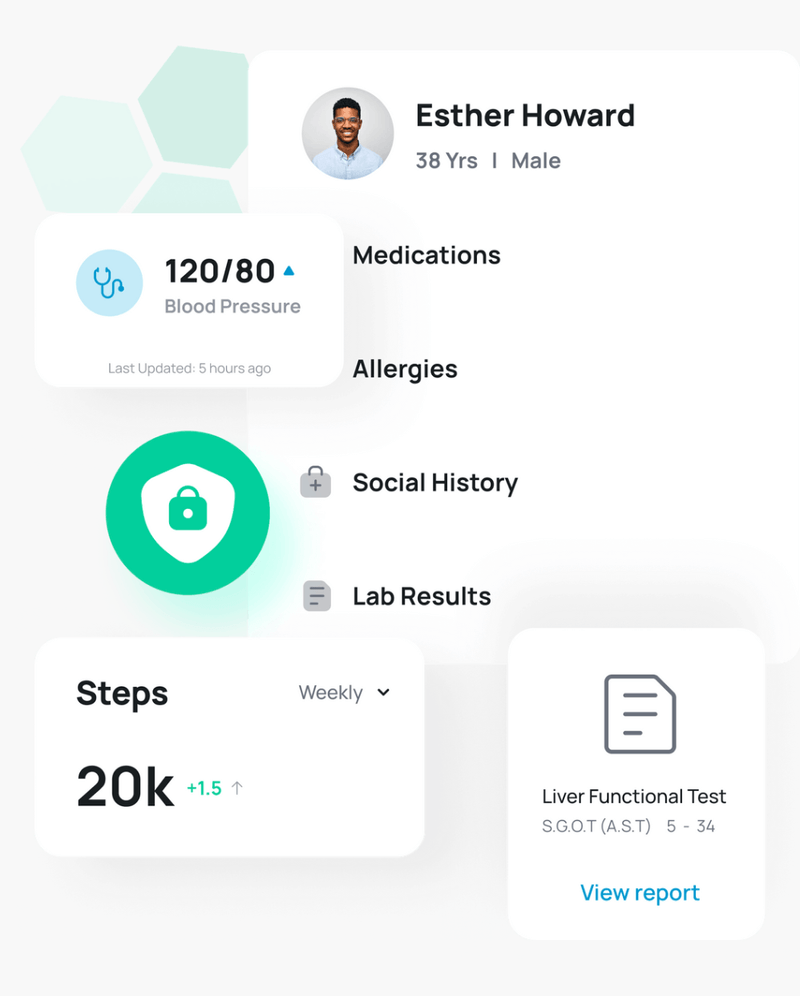 Esther Howard
38 Yrs | Male
120/80
Blood Pressure
Last Updated: 5 hours ago
Medications
Allergies
Social History
Lab Results
Steps
Weekly
20k +1.5
Liver Functional Test
S.G.O.T (A.S.T) 5 - 34
View report